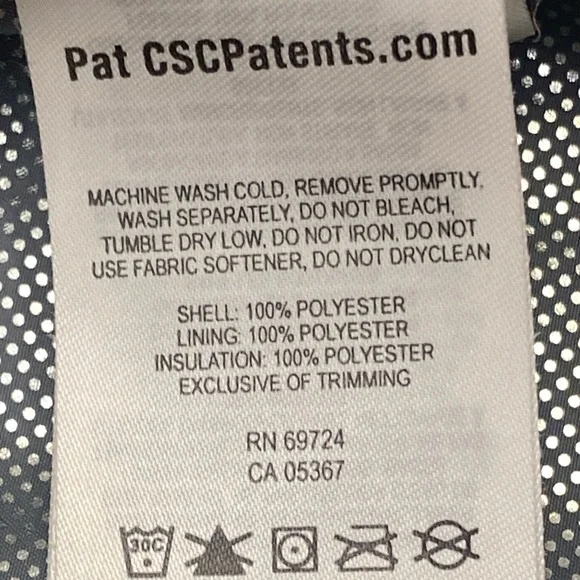 Pat CSCPatents.com
MACHINE WASH COLD, REMOVE PROMPTLY,
WASH SEPARATELY, DO NOT BLEACH,
TUMBLE DRY LOW, DO NOT IRON, DO NOT
USE FABRIC SOFTENER, DO NOT DRYCLEAN
SHELL: 100% POLYESTER
LINING: 100% POLYESTER
INSULATION: 100% POLYESTER
EXCLUSIVE OF TRIMMING
RN 69724
CA 05367
30C